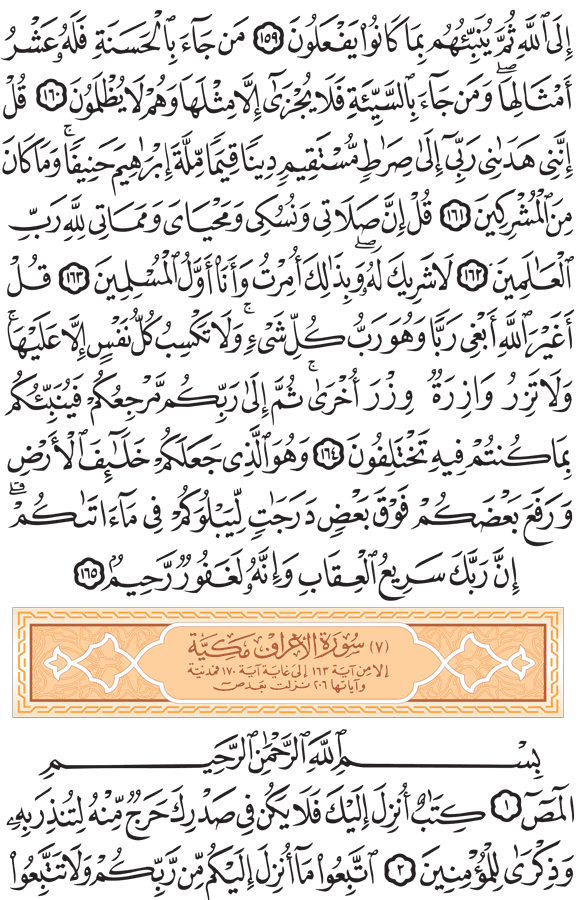 إِلَى ٱللَّهِ ثُمَّ يُنَبِّئُهُم بِمَا كَانُوا۟ يَفْعَلُونَ ١٥٩ مَن جَآءَ بِٱلْحَسَنَةِ فَلَهُۥ عَشْرُ
أَمْثَالِهَا ۖ وَمَن جَآءَ بِٱلسَّيِّئَةِ فَلَا يُجْزَىٰٓ إِلَّا مِثْلَهَا وَهُمْ لَا يُظْلَمُونَ ١٦٠ قُلْ
إِنَّنِى هَدَىٰنِى رَبِّىٓ إِلَىٰ صِرَٰطٍ مُّسْتَقِيمٍ دِينًا قِيَمًا مِّلَّةَ إِبْرَٰهِيمَ حَنِيفًا ۚ وَمَا كَانَ
مِنَ ٱلْمُشْرِكِينَ ١٦١ قُلْ إِنَّ صَلَاتِى وَنُسُكِى وَمَحْيَاىَ وَمَمَاتِى لِلَّهِ رَبِّ
ٱلْعَٰلَمِينَ ١٦٢ لَا شَرِيكَ لَهُۥ ۖ وَبِذَٰلِكَ أُمِرْتُ وَأَنَا۠ أَوَّلُ ٱلْمُسْلِمِينَ ١٦٣ قُلْ
أَغَيْرَ ٱللَّهِ أَبْغِى رَبًّا وَهُوَ رَبُّ كُلِّ شَىْءٍ ۚ وَلَا تَكْسِبُ كُلُّ نَفْسٍ إِلَّا عَلَيْهَا ۚ
وَلَا تَزِرُ وَازِرَةٌ وِزْرَ أُخْرَىٰ ۚ ثُمَّ إِلَىٰ رَبِّكُم مَّرْجِعُكُمْ فَيُنَبِّئُكُم
بِمَا كُنتُمْ فِيهِ تَخْتَلِفُونَ ١٦٤ وَهُوَ ٱلَّذِى جَعَلَكُمْ خَلَٰٓئِفَ ٱلْأَرْضِ
وَرَفَعَ بَعْضَكُمْ فَوْقَ بَعْضٍ دَرَجَٰتٍ لِّيَبْلُوَكُمْ فِى مَآ ءَاتَىٰكُمْ ۗ
إِنَّ رَبَّكَ سَرِيعُ ٱلْعِقَابِ وَإِنَّهُۥ لَغَفُورٌ رَّحِيمٌۢ ١٦٥
(٧) سُورَةُ الأَعْرَافِ مَكِيَّة
إلا من آية ١٦٣ إلى غاية آية ١٧٠ فمدنية
وآياتها ٢٠٦ نزلت بعد ص
بِسْمِ ٱللَّهِ ٱلرَّحْمَٰنِ ٱلرَّحِيمِ
الٓمٓصٓ ١ كِتَٰبٌ أُنزِلَ إِلَيْكَ فَلَا يَكُن فِى صَدْرِكَ حَرَجٌ مِّنْهُ لِتُنذِرَ بِهِۦ
وَذِكْرَىٰ لِلْمُؤْمِنِينَ ٢ ٱتَّبِعُوا۟ مَآ أُنزِلَ إِلَيْكُم مِّن رَّبِّكُمْ وَلَا تَتَّبِعُوا۟